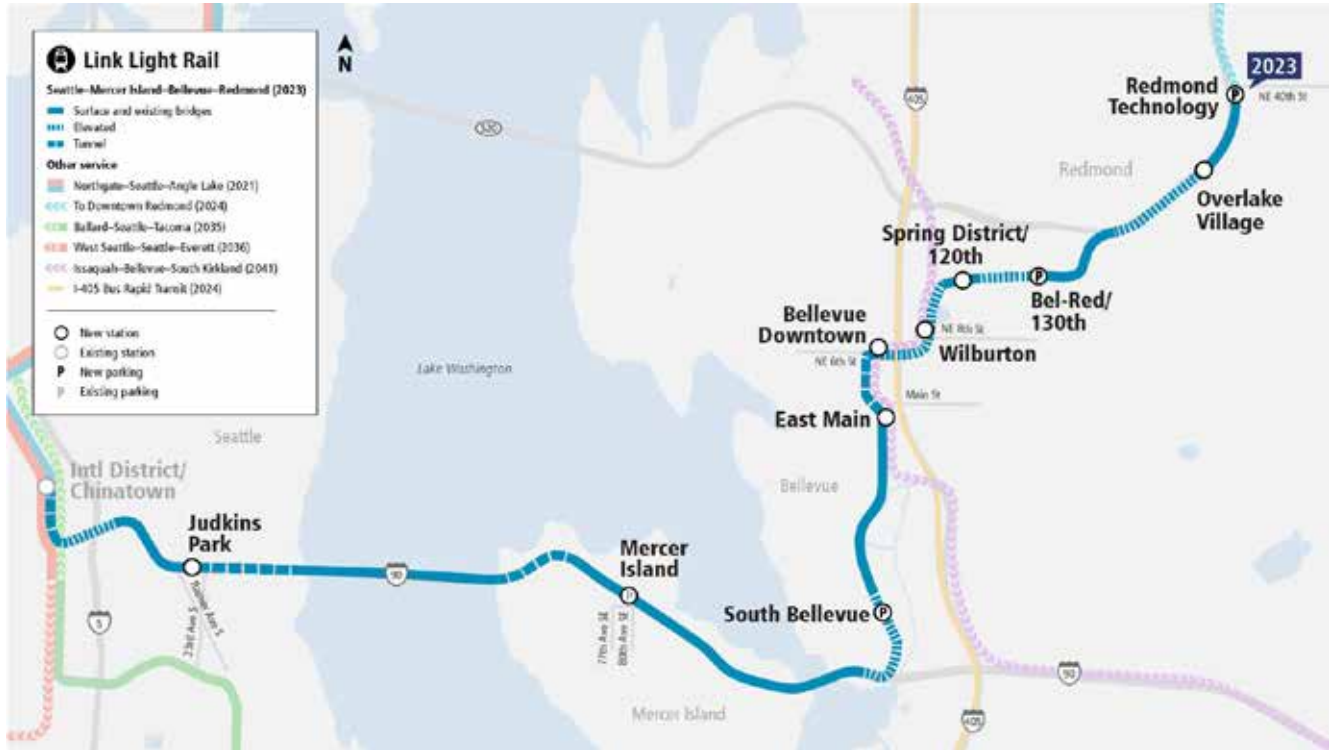 Link Light Rail
Seattle–Mercer Island–Bellevue–Redmond (2023)
Surface and existing bridges
Elevated
Tunnel
Other service
Northgate–Seattle–Angle Lake (2021)
To Downtown Redmond (2024)
Ballard–Seattle–Tacoma (2035)
West Seattle–Seattle–Everett (2036)
Issaquah–Bellevue–South Kirkland (2041)
I-405 Bus Rapid Transit (2024)
New station
Existing station
P New parking
P Existing parking
N
2023
Redmond
Technology
P
NE 40th St
405
520
Redmond
Overlake
Village
Spring District/
120th
P
Bel-Red/
130th
Bellevue
Downtown
NE 8th St
Wilburton
NE 6th St
Lake Washington
Main St
East Main
Seattle
Intl District/
Chinatown
Bellevue
Judkins
Park
Mercer
Island
90
P
South Bellevue
P
5
23rd Ave S
Rainier Ave S
77th Ave SE
80th Ave SE
90
Mercer Island
405